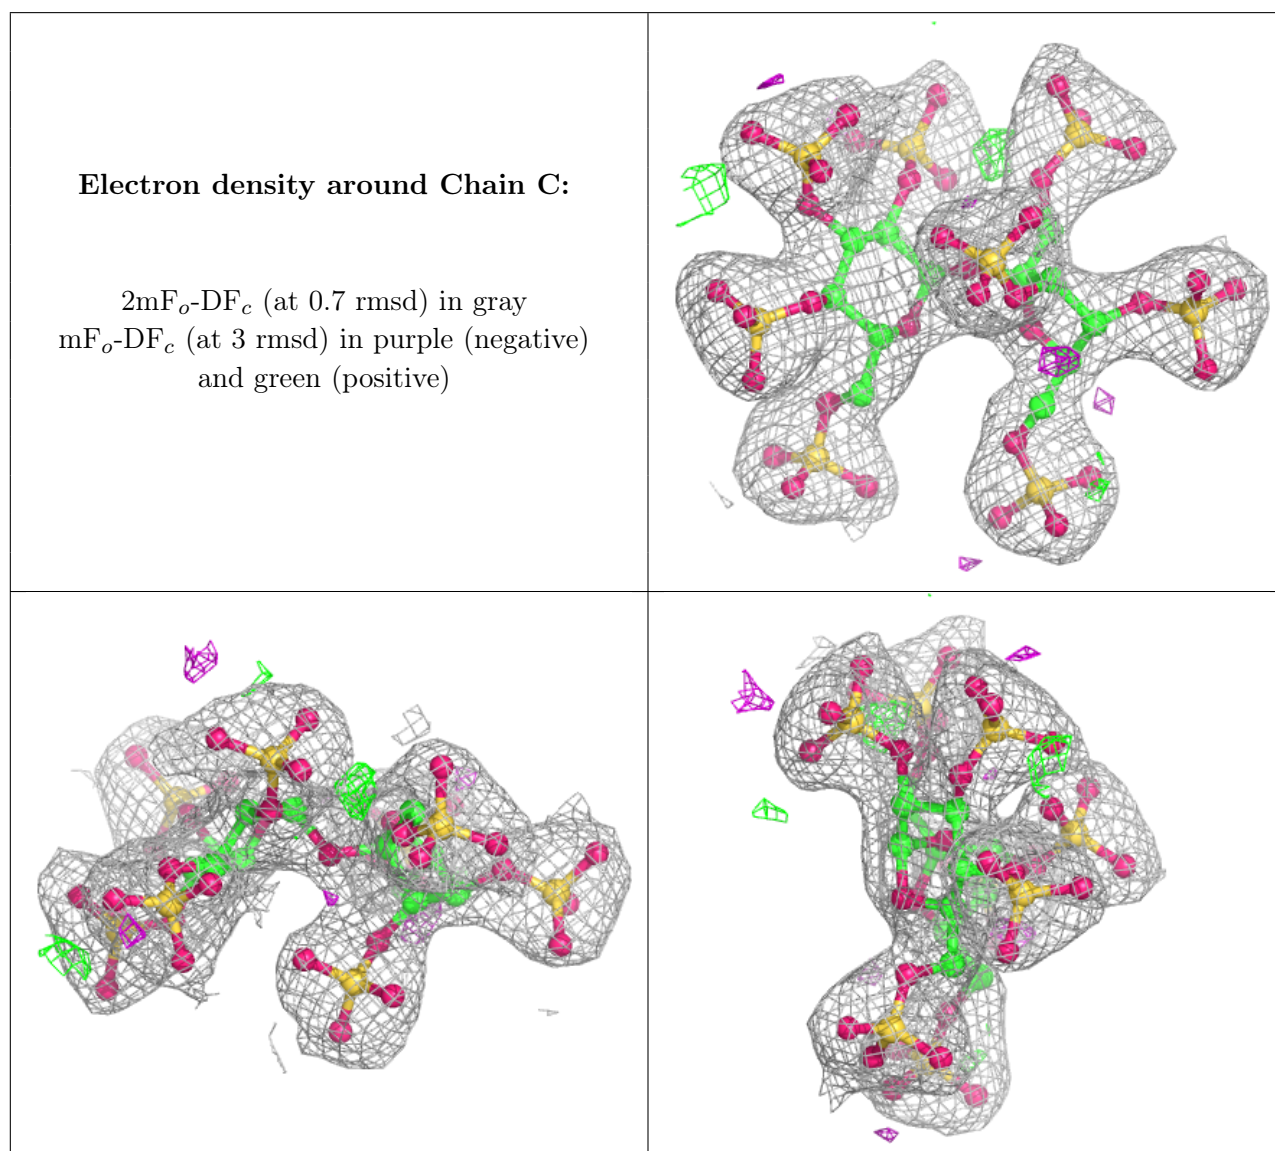 Electron density around Chain C:
2mFₒ-DF𝒸 (at 0.7 rmsd) in gray
mFₒ-DF𝒸 (at 3 rmsd) in purple (negative)
and green (positive)